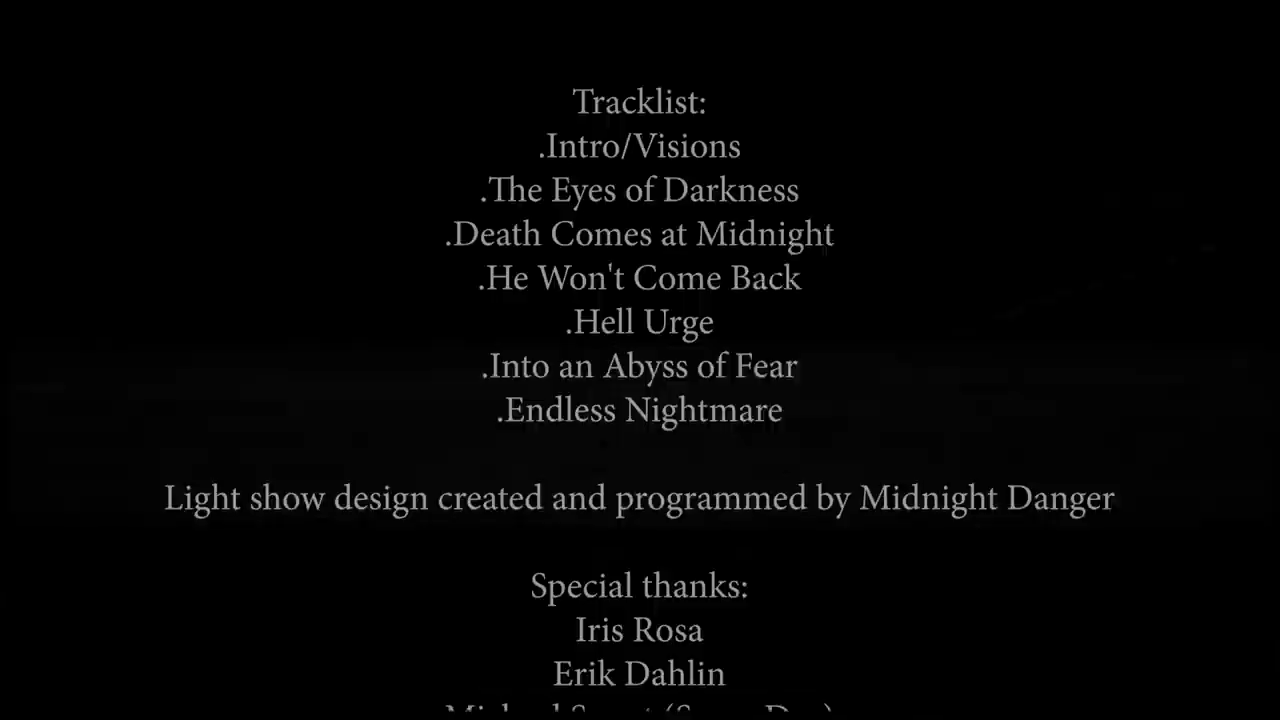 Tracklist:
.Intro/Visions
.The Eyes of Darkness
.Death Comes at Midnight
.He Won't Come Back
.Hell Urge
.Into an Abyss of Fear
.Endless Nightmare
Light show design created and programmed by Midnight Danger
Special thanks:
Iris Rosa
Erik Dahlin